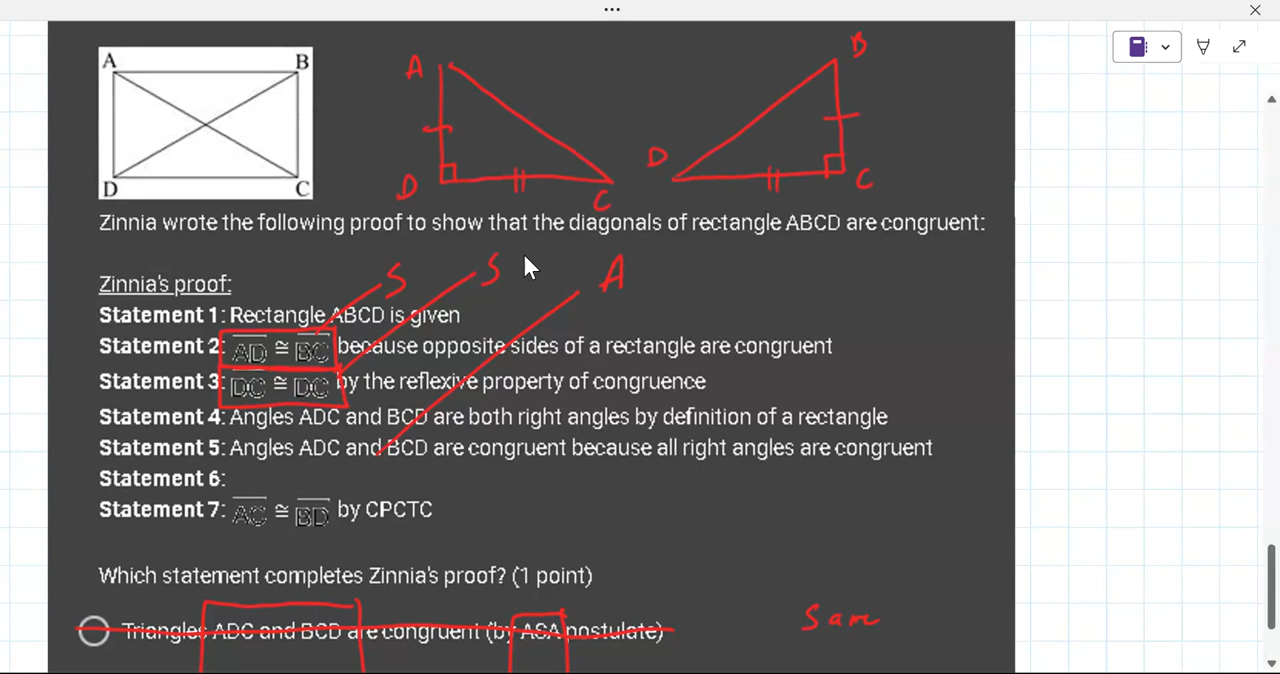 A B
D C
A
D
C
B
D
C
Zinnia wrote the following proof to show that the diagonals of rectangle ABCD are congruent:
S S A
Zinnia's proof:
Statement 1: Rectangle ABCD is given
Statement 2: AD ≅ BC because opposite sides of a rectangle are congruent
Statement 3: DC ≅ DC by the reflexive property of congruence
Statement 4: Angles ADC and BCD are both right angles by definition of a rectangle
Statement 5: Angles ADC and BCD are congruent because all right angles are congruent
Statement 6:
Statement 7: AC ≅ BD by CPCTC
Which statement completes Zinnia's proof? (1 point)
Triangles ADC and BCD are congruent (by ASA postulate)